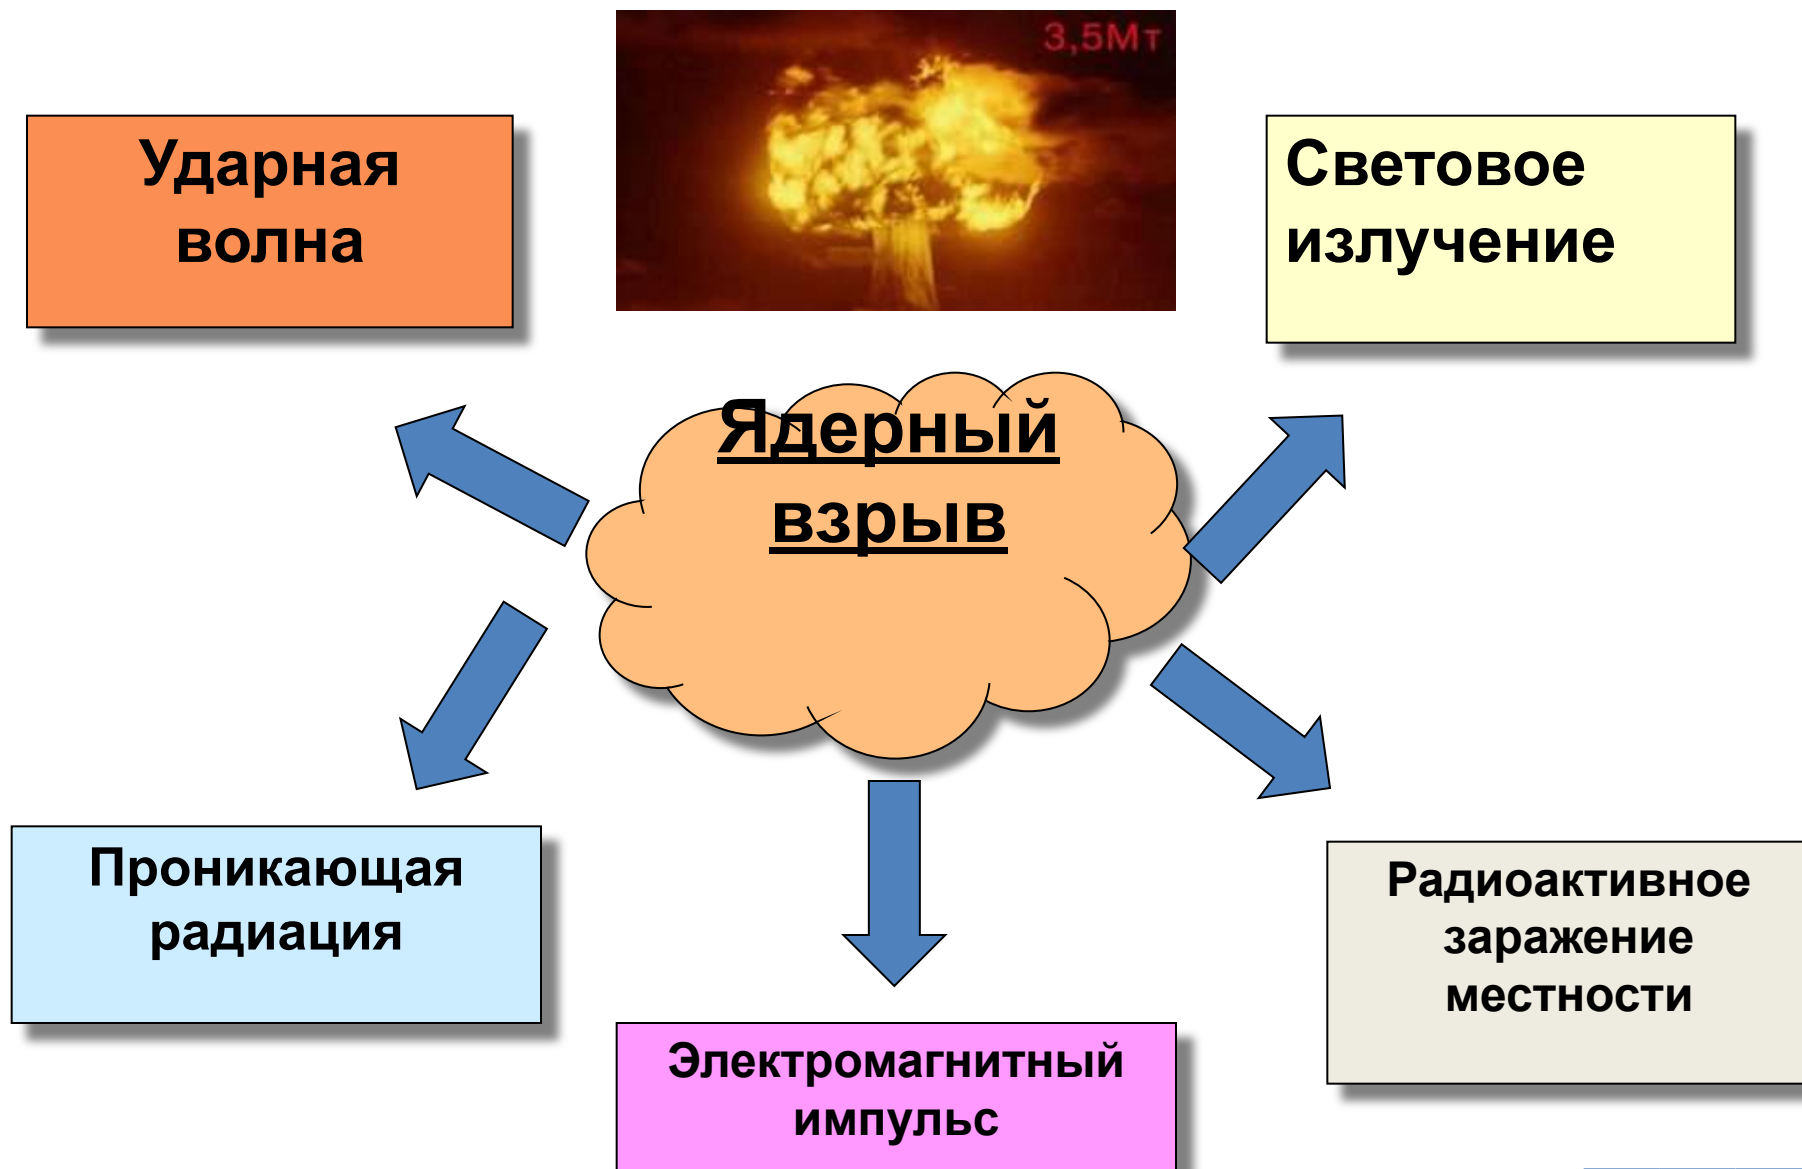 3,5Мт
Ударная
волна
Световое
излучение
Ядерный
взрыв
Проникающая
радиация
Радиоактивное
заражение
местности
Электромагнитный
импульс